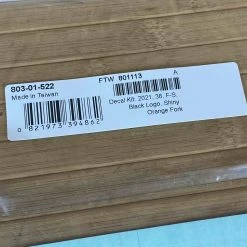 803-01-522
Made in Taiwan
FTW 801113 A
0 821973 394862
Decal Kit: 2021, 38, F-S,
Black Logo, Shiny
Orange Fork